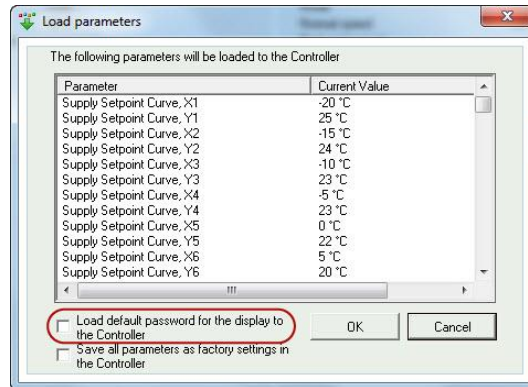 Load parameters
The following parameters will be loaded to the Controller
Parameter Current Value
Supply Setpoint Curve, X1 -20 °C
Supply Setpoint Curve, Y1 25 °C
Supply Setpoint Curve, X2 -15 °C
Supply Setpoint Curve, Y2 24 °C
Supply Setpoint Curve, X3 -10 °C
Supply Setpoint Curve, Y3 23 °C
Supply Setpoint Curve, X4 -5 °C
Supply Setpoint Curve, Y4 23 °C
Supply Setpoint Curve, X5 0 °C
Supply Setpoint Curve, Y5 22 °C
Supply Setpoint Curve, X6 5 °C
Supply Setpoint Curve, Y6 20 °C
Load default password for the display to
the Controller
OK Cancel
Save all parameters as factory settings in
the Controller